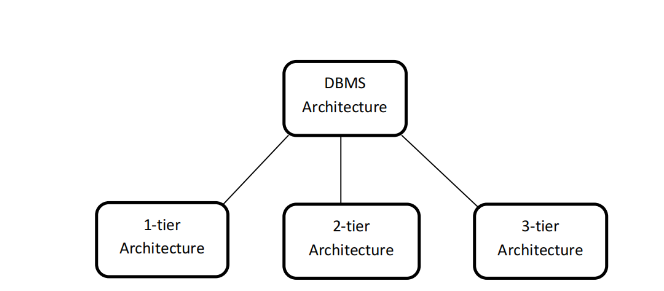 DBMS
Architecture
1-tier
Architecture
2-tier
Architecture
3-tier
Architecture